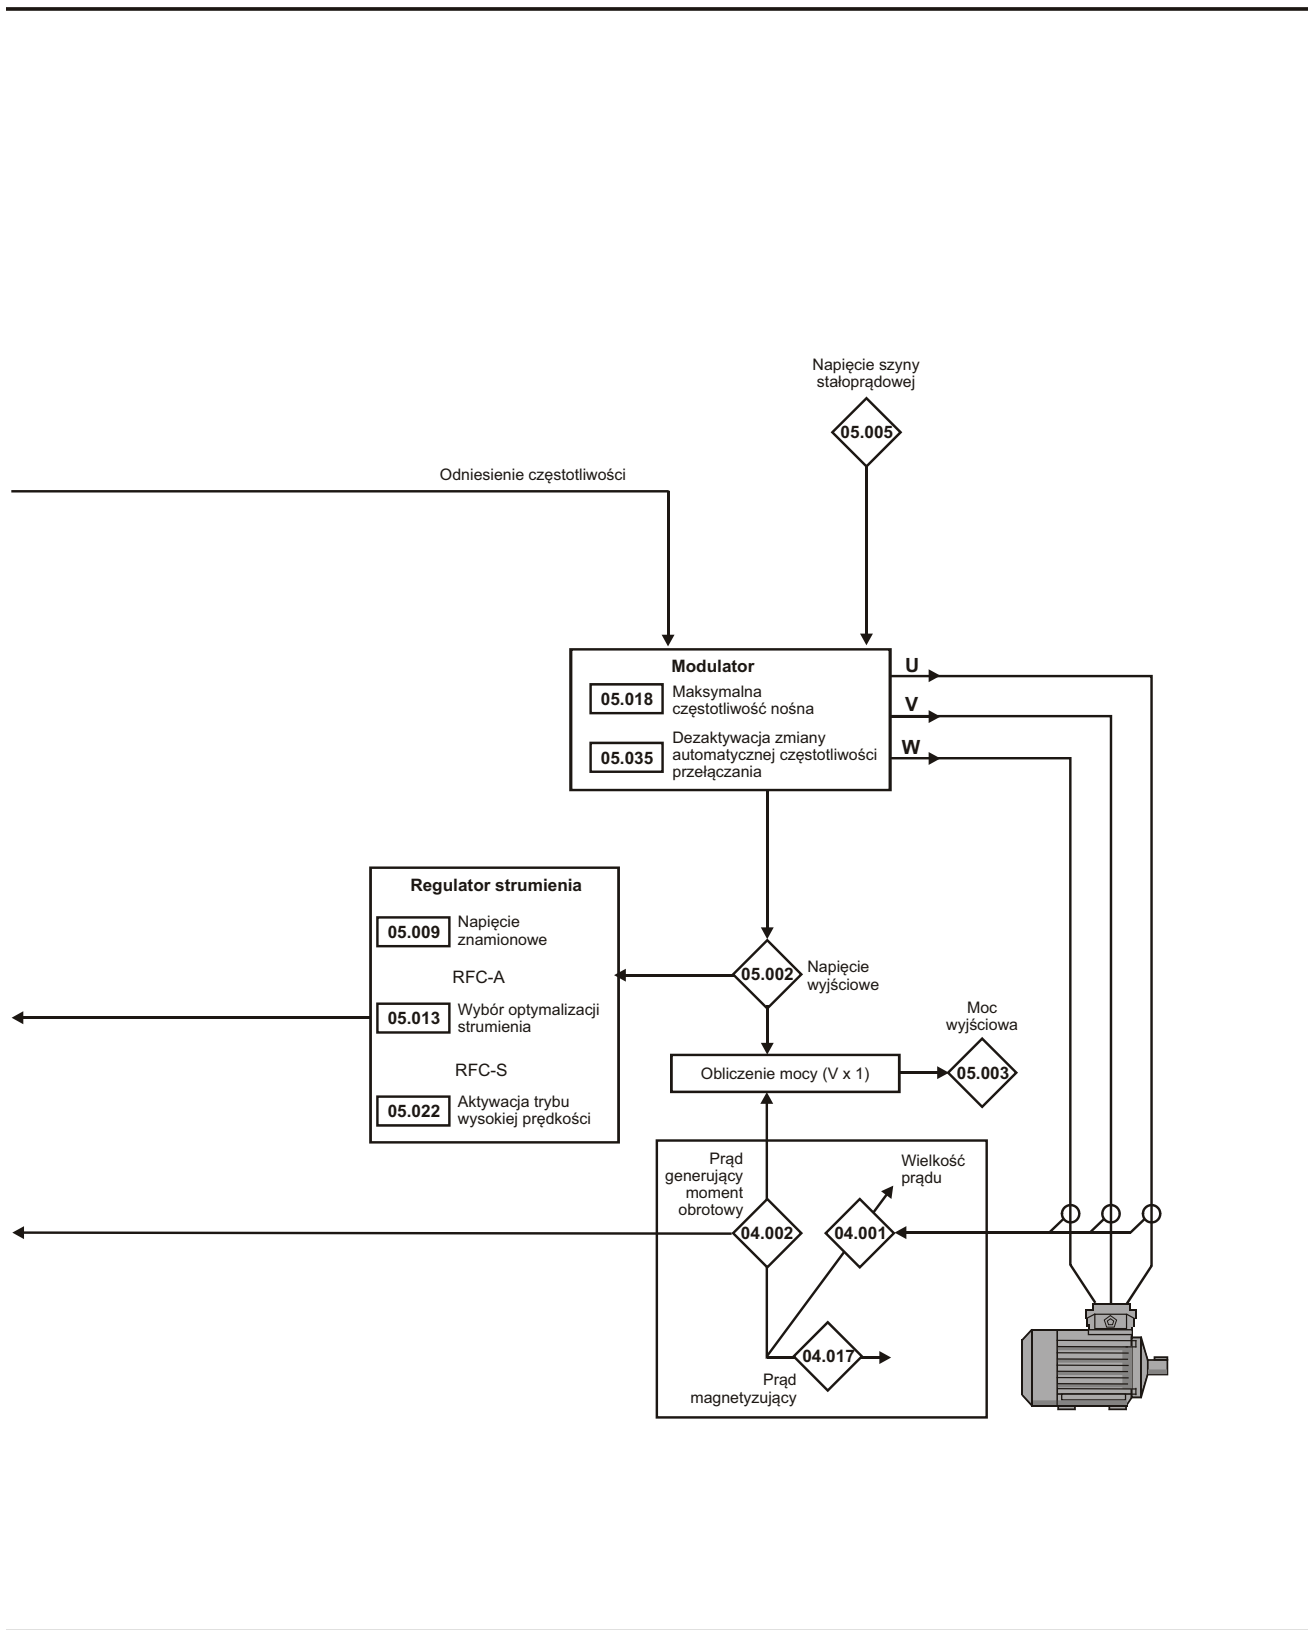 Napięcie szyny
stałoprądowej
05.005
Odniesienie częstotliwości
Modulator
05.018
Maksymalna
częstotliwość nośna
05.035
Dezaktywacja zmiany
automatycznej częstotliwości
przełączania
U
V
W
Regulator strumienia
05.009
Napięcie
znamionowe
RFC-A
05.013
Wybór optymalizacji
strumienia
RFC-S
05.022
Aktywacja trybu
wysokiej prędkości
05.002
Napięcie
wyjściowe
Moc
wyjściowa
05.003
Obliczenie mocy (V x 1)
Prąd
generujący
moment
obrotowy
04.002
Wielkość
prądu
04.001
04.017
Prąd
magnetyzujący